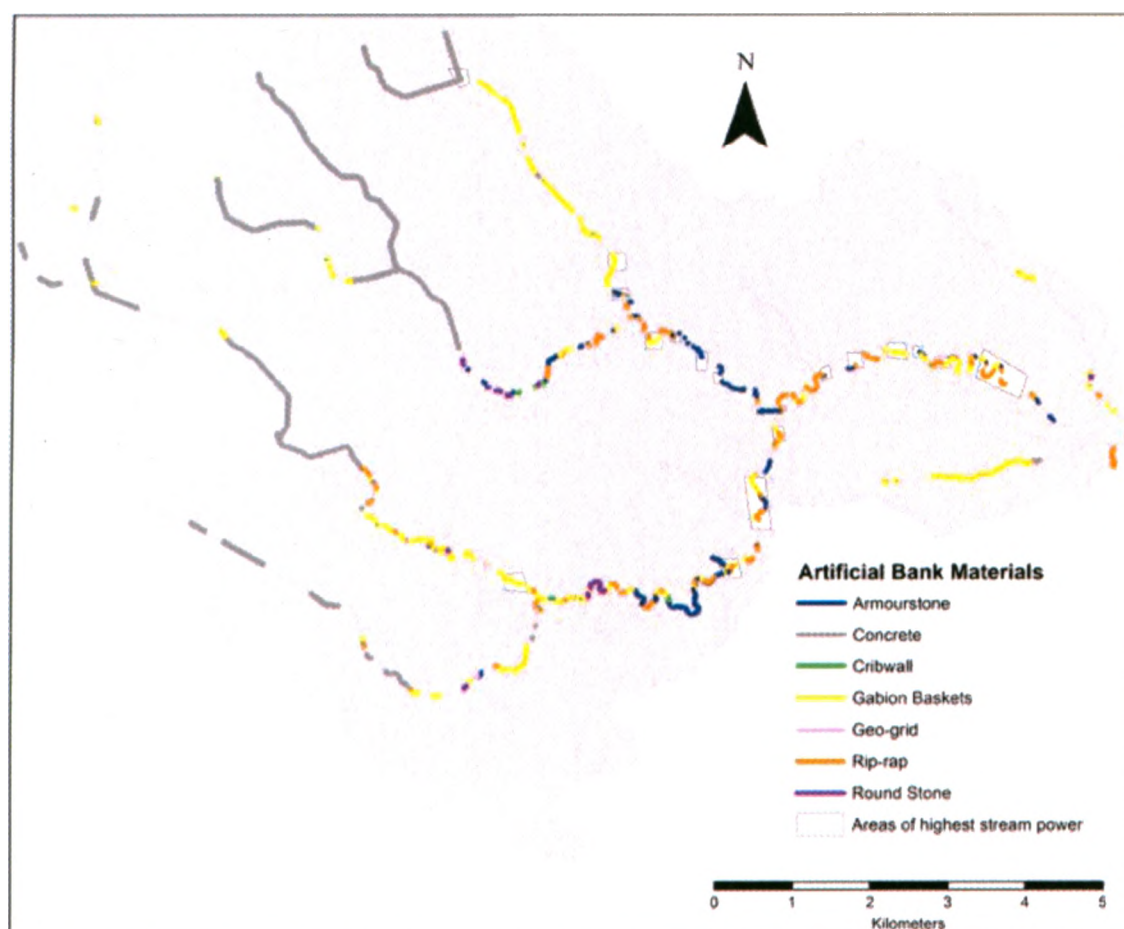 N
Artificial Bank Materials
Armourstone
Concrete
Cribwall
Gabion Baskets
Geo-grid
Rip-rap
Round Stone
Areas of highest stream power
0 1 2 3 4 5
Kilometers